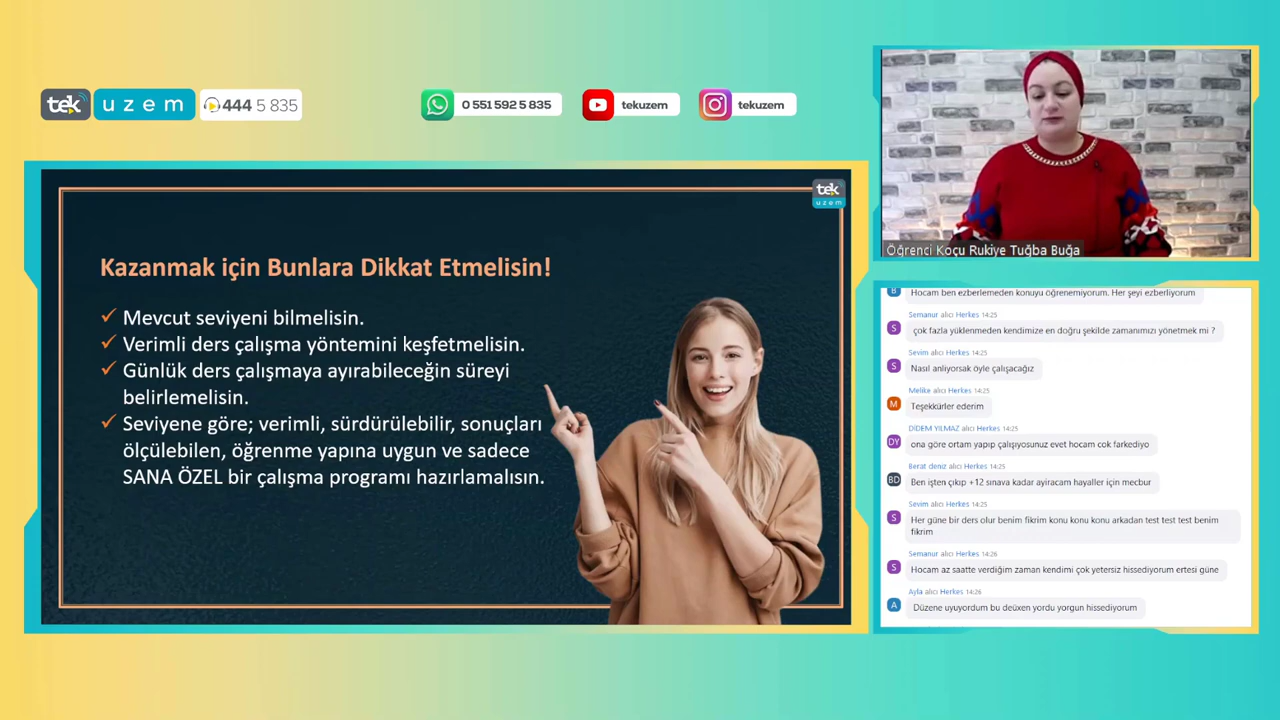 tek uzem 444 5 835
0 551 592 5 835
tekuzem
tekuzem
tek
uzem
Kazanmak için Bunlara Dikkat Etmelisin!
Mevcut seviyeni bilmelisin.
Verimli ders çalışma yöntemini keşfetmelisin.
Günlük ders çalışmaya ayırabileceğin süreyi
belirlemelisin.
Seviyene göre; verimli, sürdürülebilir, sonuçları
ölçülebilen, öğrenme yapına uygun ve sadece
SANA ÖZEL bir çalışma programı hazırlamalısın.
Öğrenci Koçu Rukiye Tuğba Buğa
B
Hocam ben ezberlemeden konuyu öğrenemiyorum. Her şeyi ezberliyorum
Semanur alıcı Herkes 14:25
S
çok fazla yüklenmeden kendimize en doğru şekilde zamanımızı yönetmek mi ?
Sevim alıcı Herkes 14:25
S
Nasıl anlıyorsak öyle çalışacağız
Melike alıcı Herkes 14:25
M
Teşekkürler ederim
DİDEM YILMAZ alıcı Herkes 14:25
DY
ona göre ortam yapıp çalışıyosunuz evet hocam cok farkediyo
Berat deniz alıcı Herkes 14:25
BD
Ben işten çıkıp +12 sınava kadar ayiracam hayaller için mecbur
Sevim alıcı Herkes 14:25
S
Her güne bir ders olur benim fikrim konu konu konu arkadan test test test benim
fikrim
Semanur alıcı Herkes 14:26
S
Hocam az saatte verdiğim zaman kendimi çok yetersız hissediyorum ertesi güne
Ayla alıcı Herkes 14:26
A
Düzene uyuyordum bu deüxen yordu yorgun hissediyorum